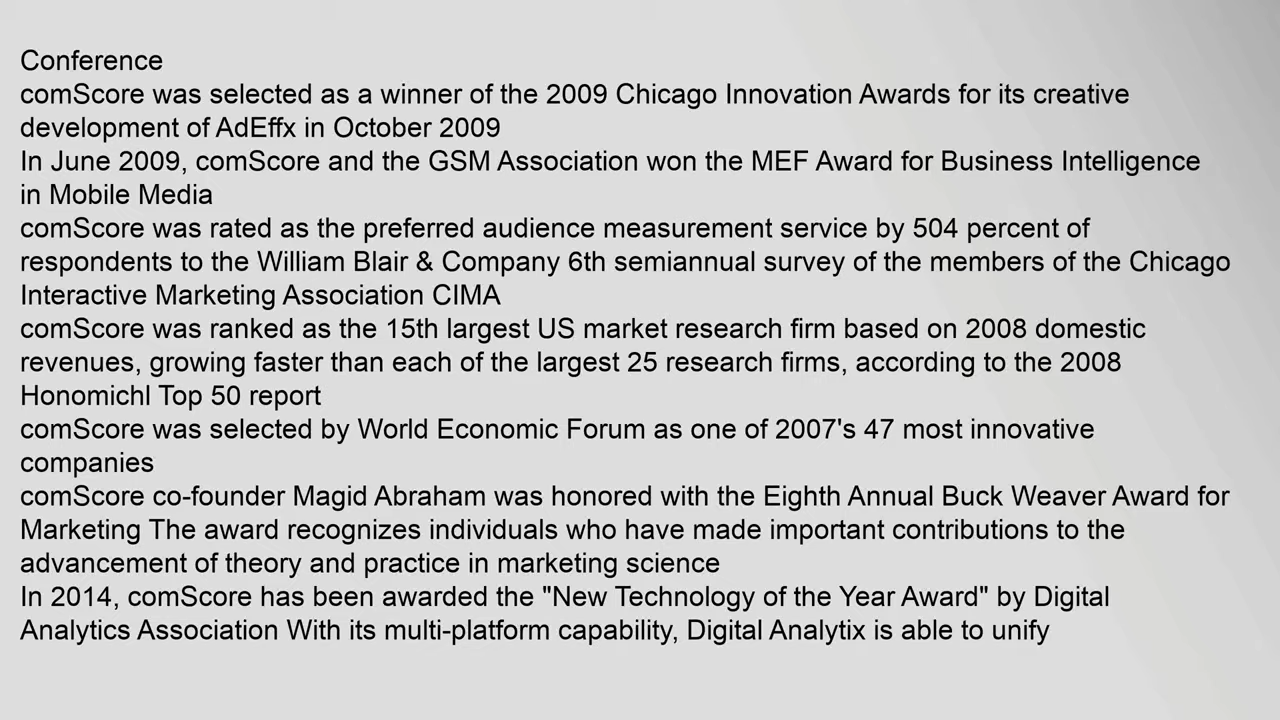 Conference
comScore was selected as a winner of the 2009 Chicago Innovation Awards for its creative
development of AdEffx in October 2009
In June 2009, comScore and the GSM Association won the MEF Award for Business Intelligence
in Mobile Media
comScore was rated as the preferred audience measurement service by 504 percent of
respondents to the William Blair & Company 6th semiannual survey of the members of the Chicago
Interactive Marketing Association CIMA
comScore was ranked as the 15th largest US market research firm based on 2008 domestic
revenues, growing faster than each of the largest 25 research firms, according to the 2008
Honomichl Top 50 report
comScore was selected by World Economic Forum as one of 2007's 47 most innovative
companies
comScore co-founder Magid Abraham was honored with the Eighth Annual Buck Weaver Award for
Marketing The award recognizes individuals who have made important contributions to the
advancement of theory and practice in marketing science
In 2014, comScore has been awarded the "New Technology of the Year Award" by Digital
Analytics Association With its multi-platform capability, Digital Analytix is able to unify